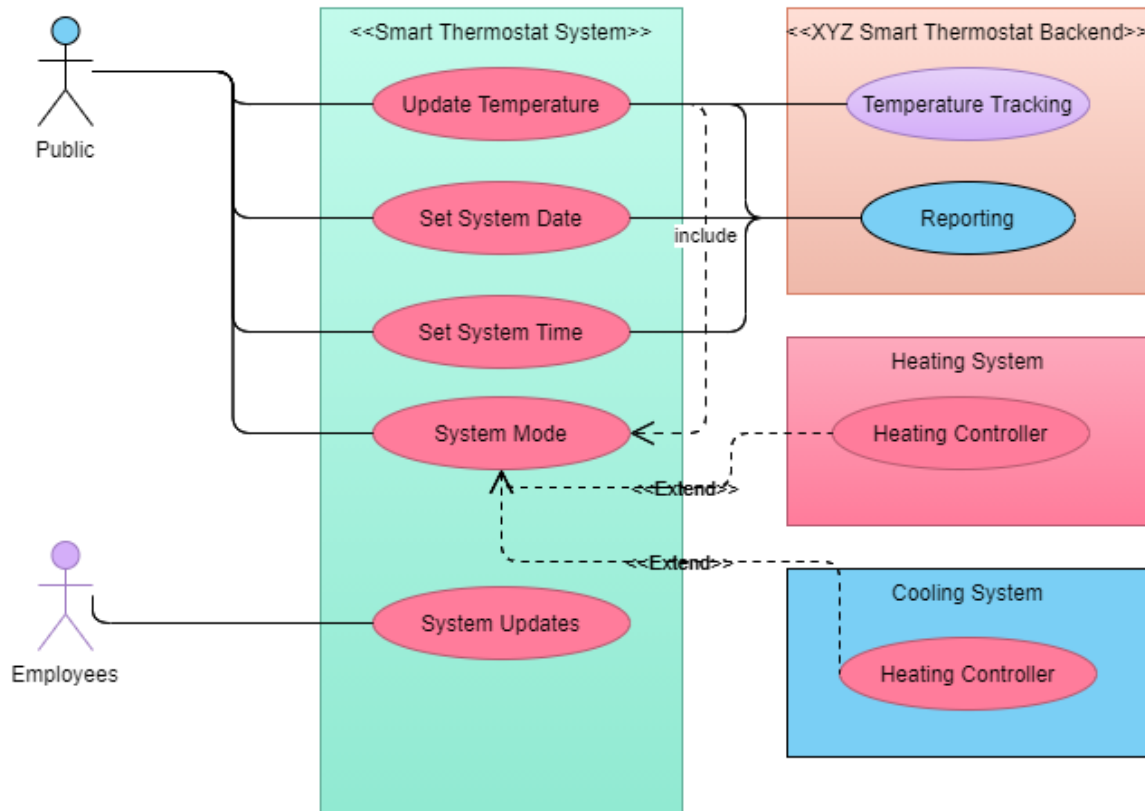 <<Smart Thermostat System>>
<<XYZ Smart Thermostat Backend>>
Public
Update Temperature
Temperature Tracking
Set System Date
include
Reporting
Set System Time
Heating System
System Mode
Heating Controller
<<Extend>>
<<Extend>>
Employees
System Updates
Cooling System
Heating Controller